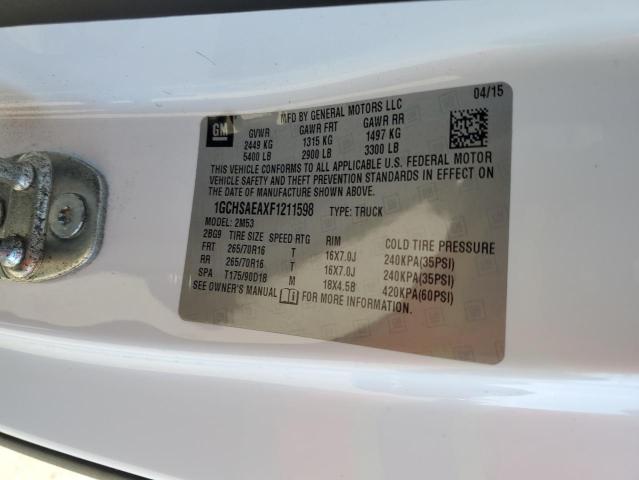 04/15
MFD BY GENERAL MOTORS LLC
GM GVWR GAWR FRT GAWR RR
2449 KG 1315 KG 1497 KG
5400 LB 2900 LB 3300 LB
THIS VEHICLE CONFORMS TO ALL APPLICABLE U.S. FEDERAL MOTOR
VEHICLE SAFETY AND THEFT PREVENTION STANDARDS IN EFFECT ON
THE DATE OF MANUFACTURE SHOWN ABOVE.
1GCHSAEAXF1211598 TYPE: TRUCK
MODEL: 2M53
2BG9 TIRE SIZE SPEED RTG RIM COLD TIRE PRESSURE
FRT 265/70R16 T 16X7.0J 240KPA(35PSI)
RR 265/70R16 T 16X7.0J 240KPA(35PSI)
SPA T175/90D18 M 18X4.5B 420KPA(60PSI)
SEE OWNER'S MANUAL FOR MORE INFORMATION.